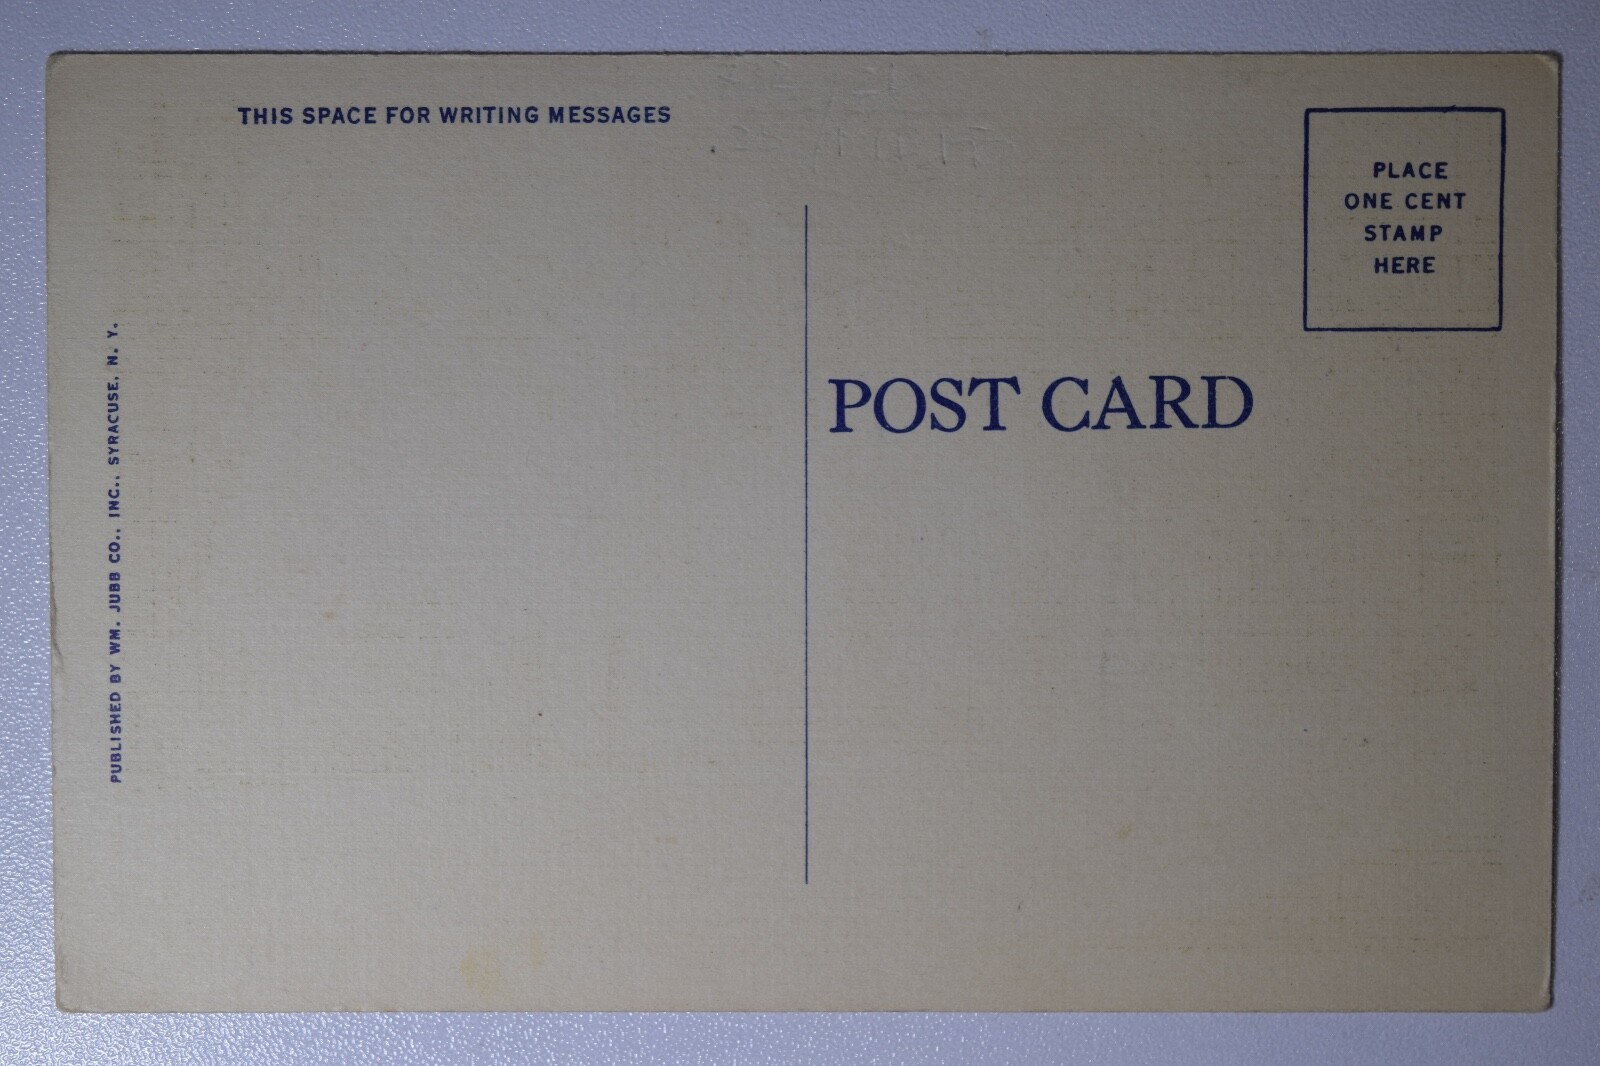 THIS SPACE FOR WRITING MESSAGES
PLACE
ONE CENT
STAMP
HERE
POST CARD
PUBLISHED BY WM. JUBB CO., INC., SYRACUSE, N. Y.